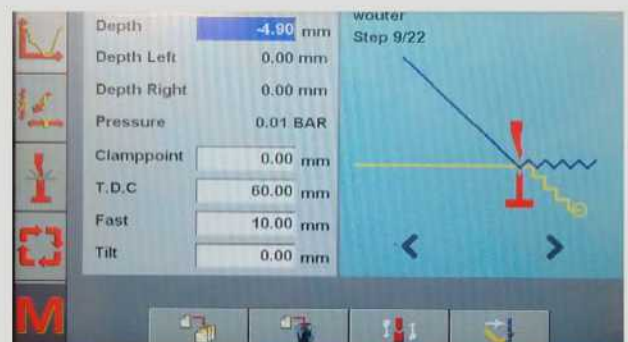 Depth -4.90 mm
Depth Left 0.00 mm
Depth Right 0.00 mm
Pressure 0.01 BAR
Clamppoint 0.00 mm
T.D.C 60.00 mm
Fast 10.00 mm
Tilt 0.00 mm
M
wouter
Step 9/22